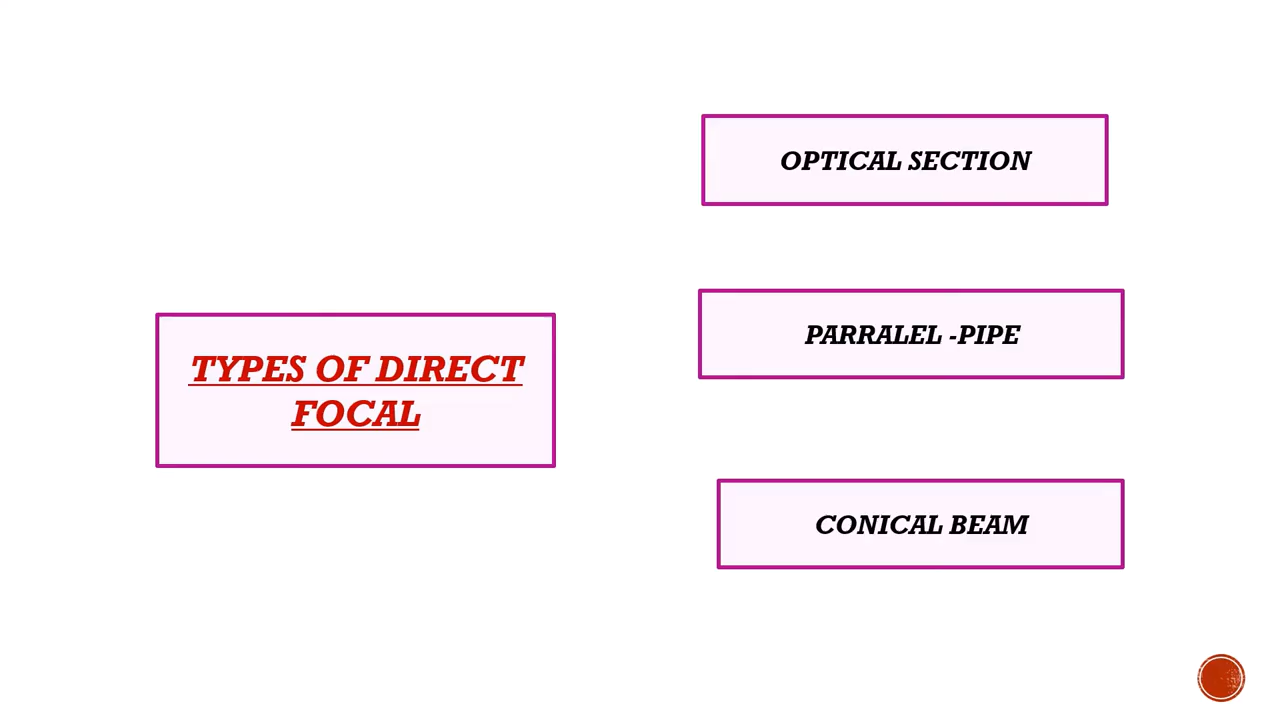 TYPES OF DIRECT
FOCAL
OPTICAL SECTION
PARRALEL -PIPE
CONICAL BEAM